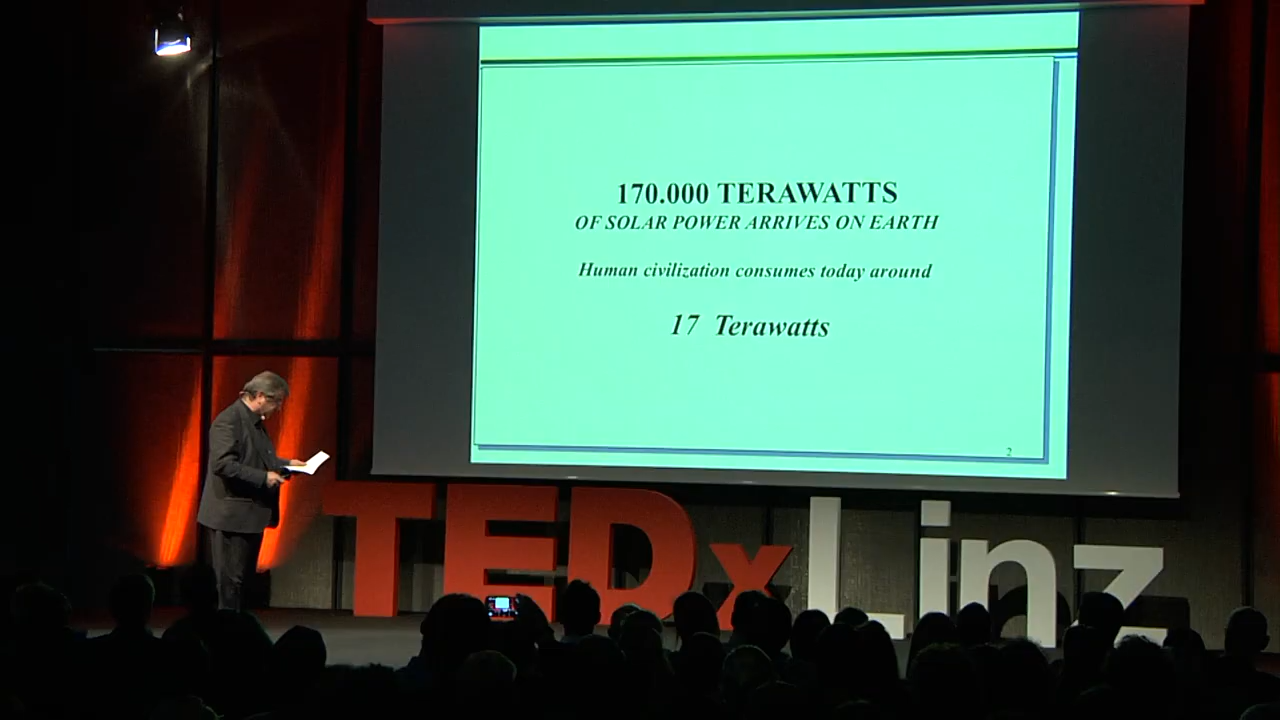 170.000 TERAWATTS
OF SOLAR POWER ARRIVES ON EARTH
Human civilization consumes today around
17 Terawatts
2
TEDxLinz